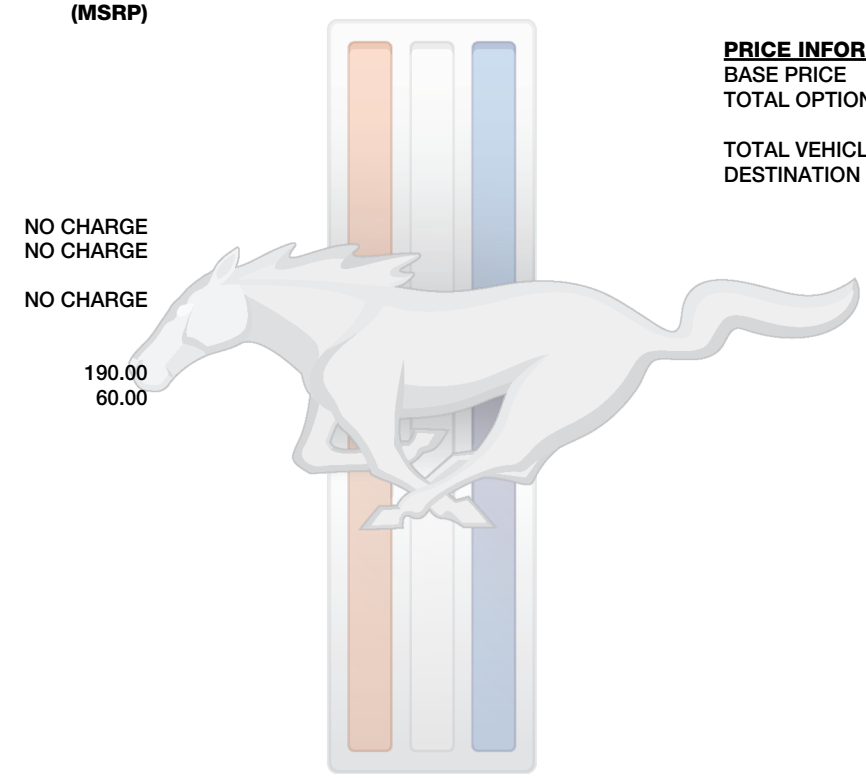 (MSRP)
PRICE INFOR
BASE PRICE
TOTAL OPTION
TOTAL VEHICL
DESTINATION
NO CHARGE
NO CHARGE
NO CHARGE
190.00
60.00